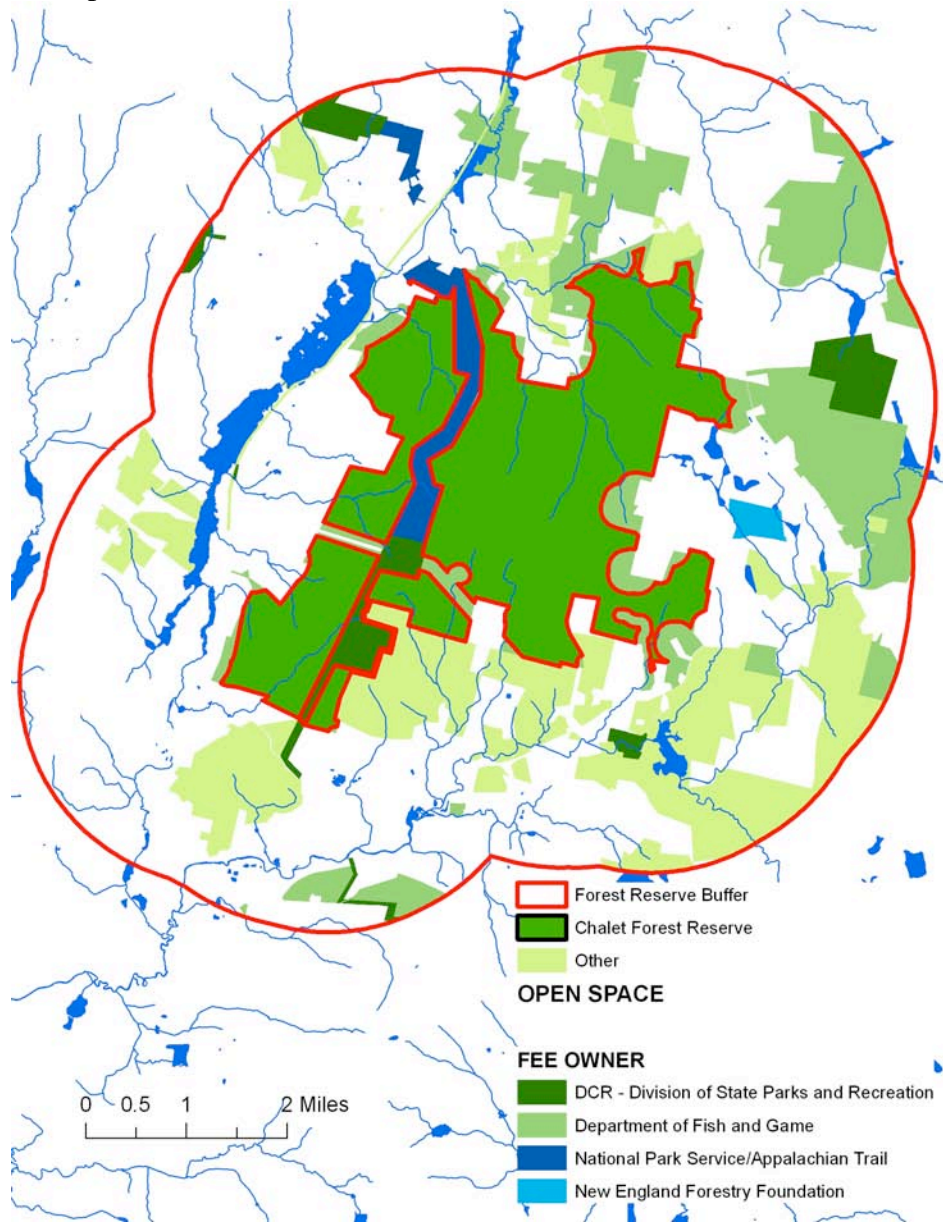 Forest Reserve Buffer
Chalet Forest Reserve
Other
OPEN SPACE
FEE OWNER
DCR - Division of State Parks and Recreation
Department of Fish and Game
National Park Service/Appalachian Trail
New England Forestry Foundation
0 0.5 1 2 Miles